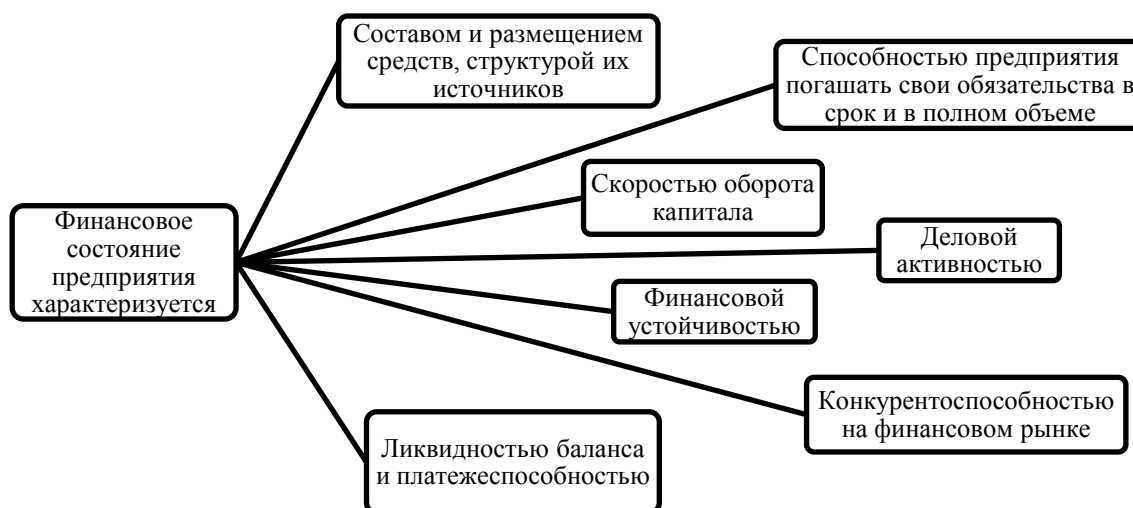 Финансовое
состояние
предприятия
характеризуется
Составом и размещением
средств, структурой их
источников
Способностью предприятия
погашать свои обязательства в
срок и в полном объеме
Скоростью оборота
капитала
Деловой
активностью
Финансовой
устойчивостью
Конкурентоспособностью
на финансовом рынке
Ликвидностью баланса
и платежеспособностью